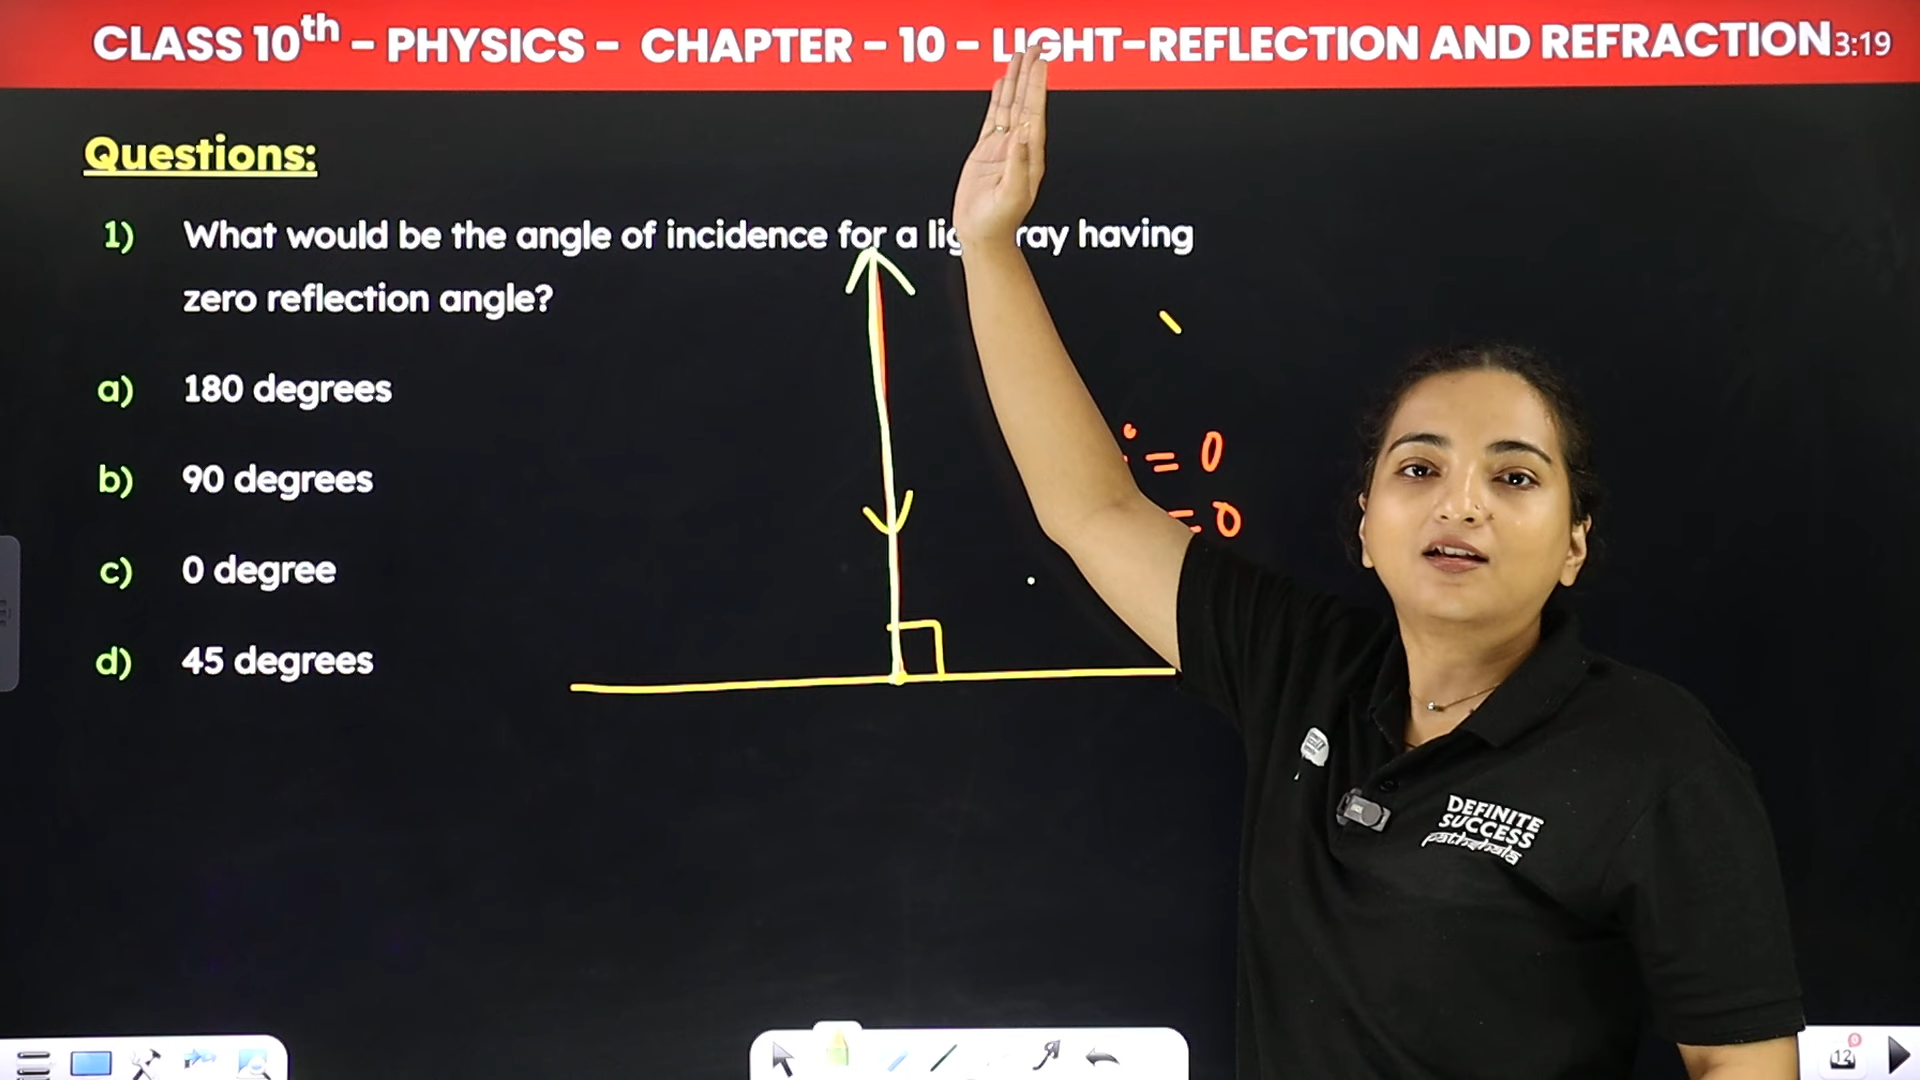 CLASS 10th - PHYSICS - CHAPTER - 10 - LIGHT-REFLECTION AND REFRACTION 3:19
Questions:
1) What would be the angle of incidence for a ray having
zero reflection angle?
a) 180 degrees
b) 90 degrees
c) 0 degree
d) 45 degrees
i = 0
= 0
DEFINITE
SUCCESS
pathshala
12